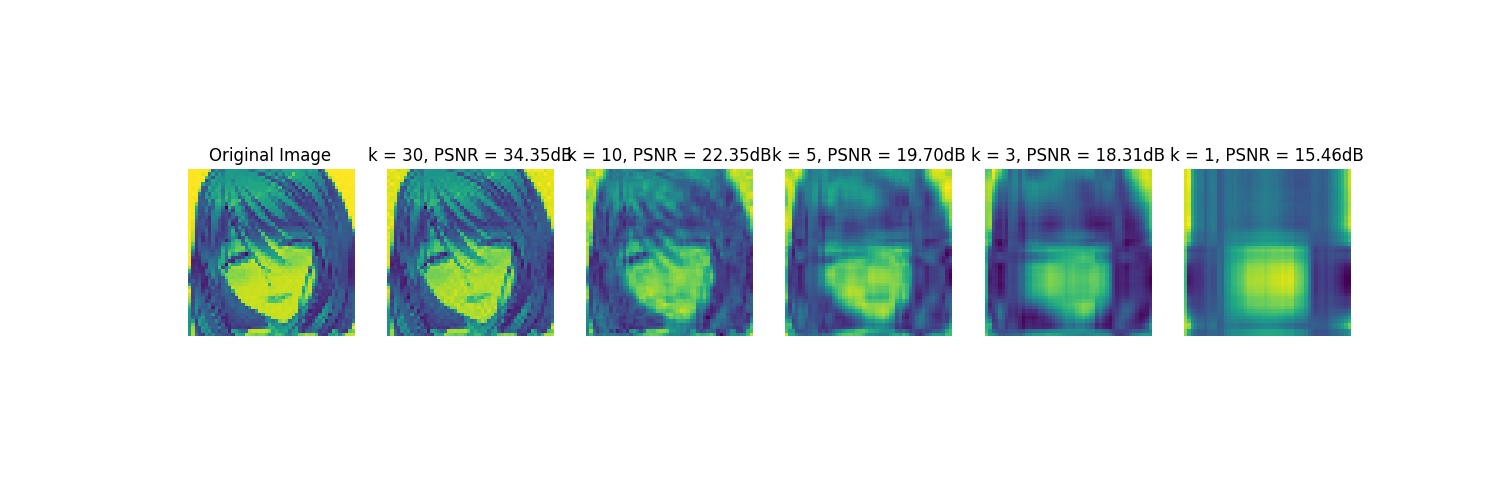 Original Image
k = 30, PSNR = 34.35dB
k = 10, PSNR = 22.35dB
k = 5, PSNR = 19.70dB
k = 3, PSNR = 18.31dB
k = 1, PSNR = 15.46dB